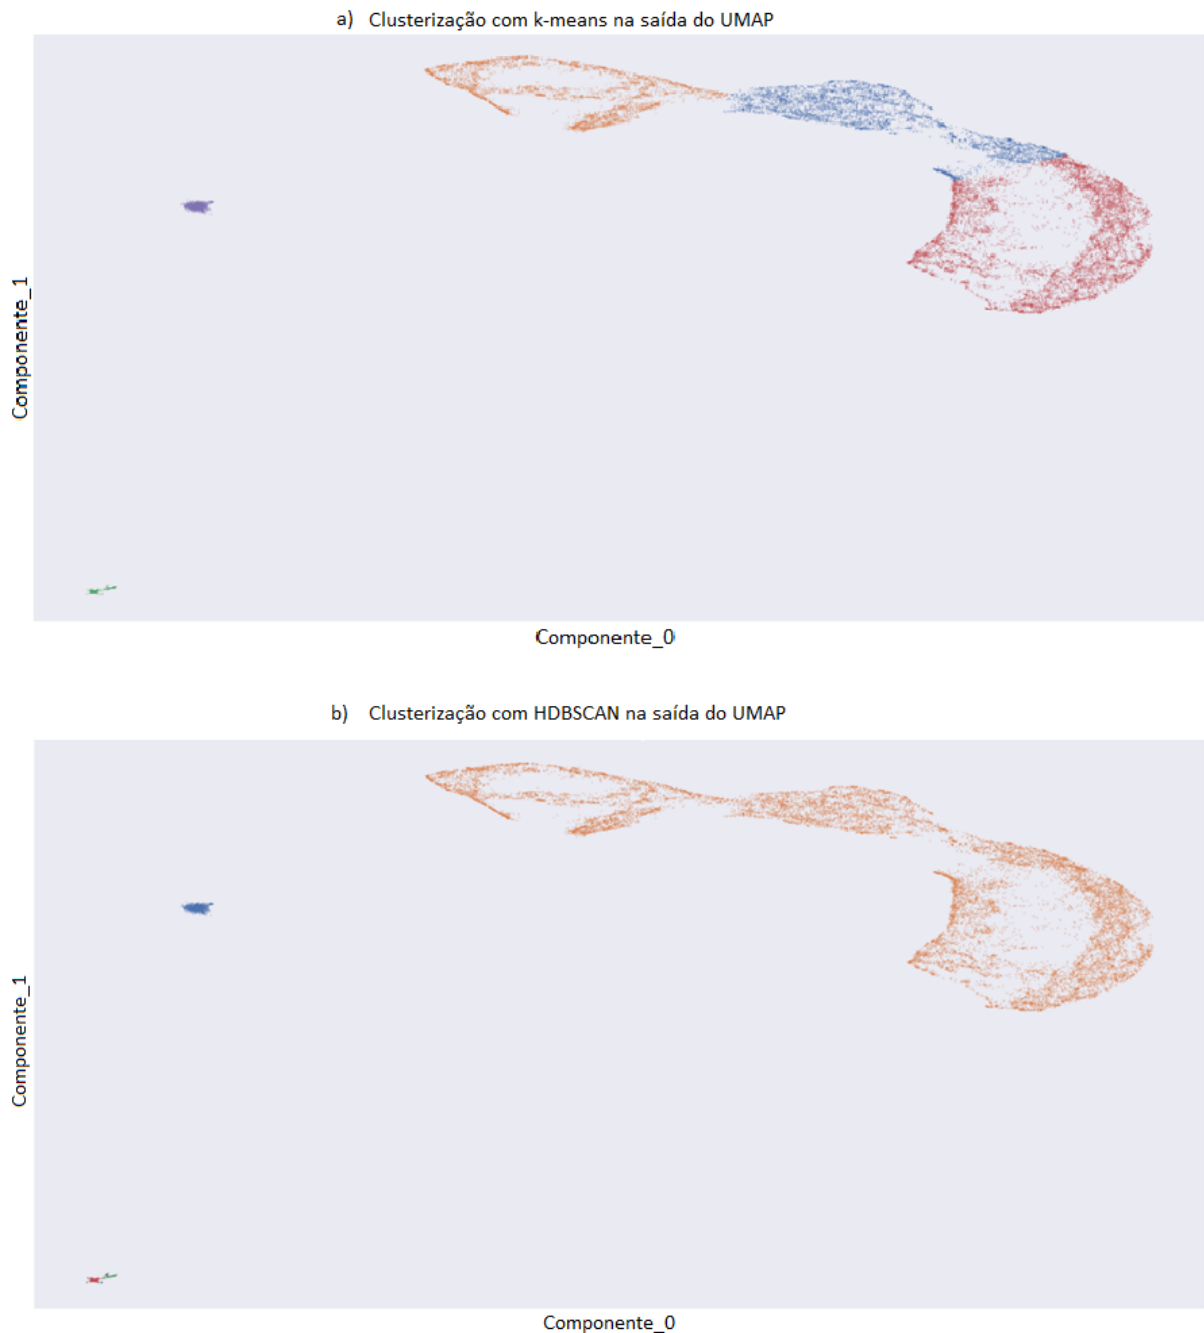 a) Clusterização com k-means na saída do UMAP
Componente_1
Componente_0
b) Clusterização com HDBSCAN na saída do UMAP
Componente_1
Componente_0